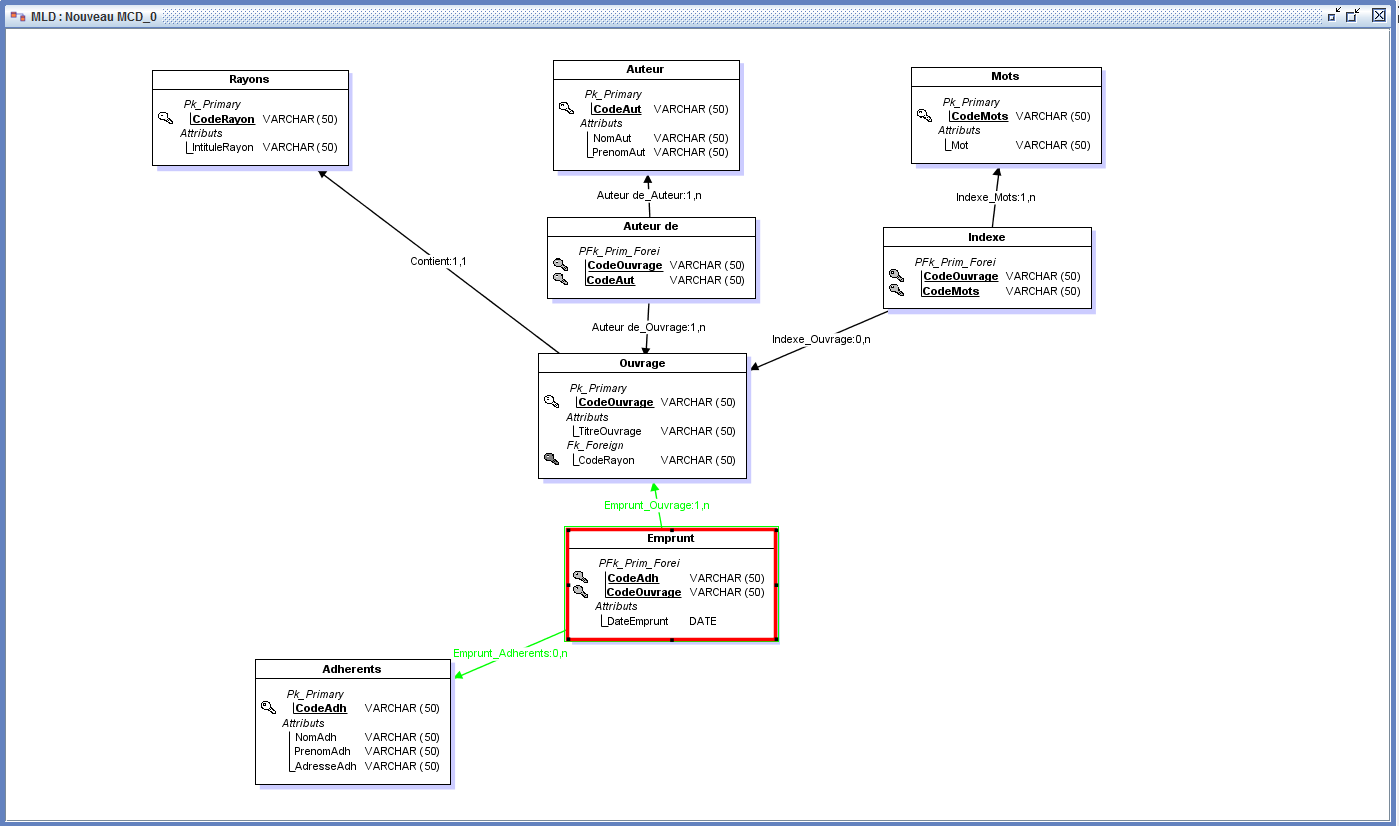 MLD : Nouveau MCD_0
Rayons
Pk_Primary
CodeRayon VARCHAR (50)
Attributs
IntituleRayon VARCHAR (50)
Auteur
Pk_Primary
CodeAut VARCHAR (50)
Attributs
NomAut VARCHAR (50)
PrenomAut VARCHAR (50)
Mots
Pk_Primary
CodeMots VARCHAR (50)
Attributs
Mot VARCHAR (50)
Auteur de_Auteur:1,n
Indexe_Mots:1,n
Contient:1,1
Auteur de
PFk_Prim_Forei
CodeOuvrage VARCHAR (50)
CodeAut VARCHAR (50)
Indexe
PFk_Prim_Forei
CodeOuvrage VARCHAR (50)
CodeMots VARCHAR (50)
Auteur de_Ouvrage:1,n
Indexe_Ouvrage:0,n
Ouvrage
Pk_Primary
CodeOuvrage VARCHAR (50)
Attributs
TitreOuvrage VARCHAR (50)
Fk_Foreign
CodeRayon VARCHAR (50)
Emprunt_Ouvrage:1,n
Emprunt
PFk_Prim_Forei
CodeAdh VARCHAR (50)
CodeOuvrage VARCHAR (50)
Attributs
DateEmprunt DATE
Emprunt_Adherents:0,n
Adherents
Pk_Primary
CodeAdh VARCHAR (50)
Attributs
NomAdh VARCHAR (50)
PrenomAdh VARCHAR (50)
AdresseAdh VARCHAR (50)